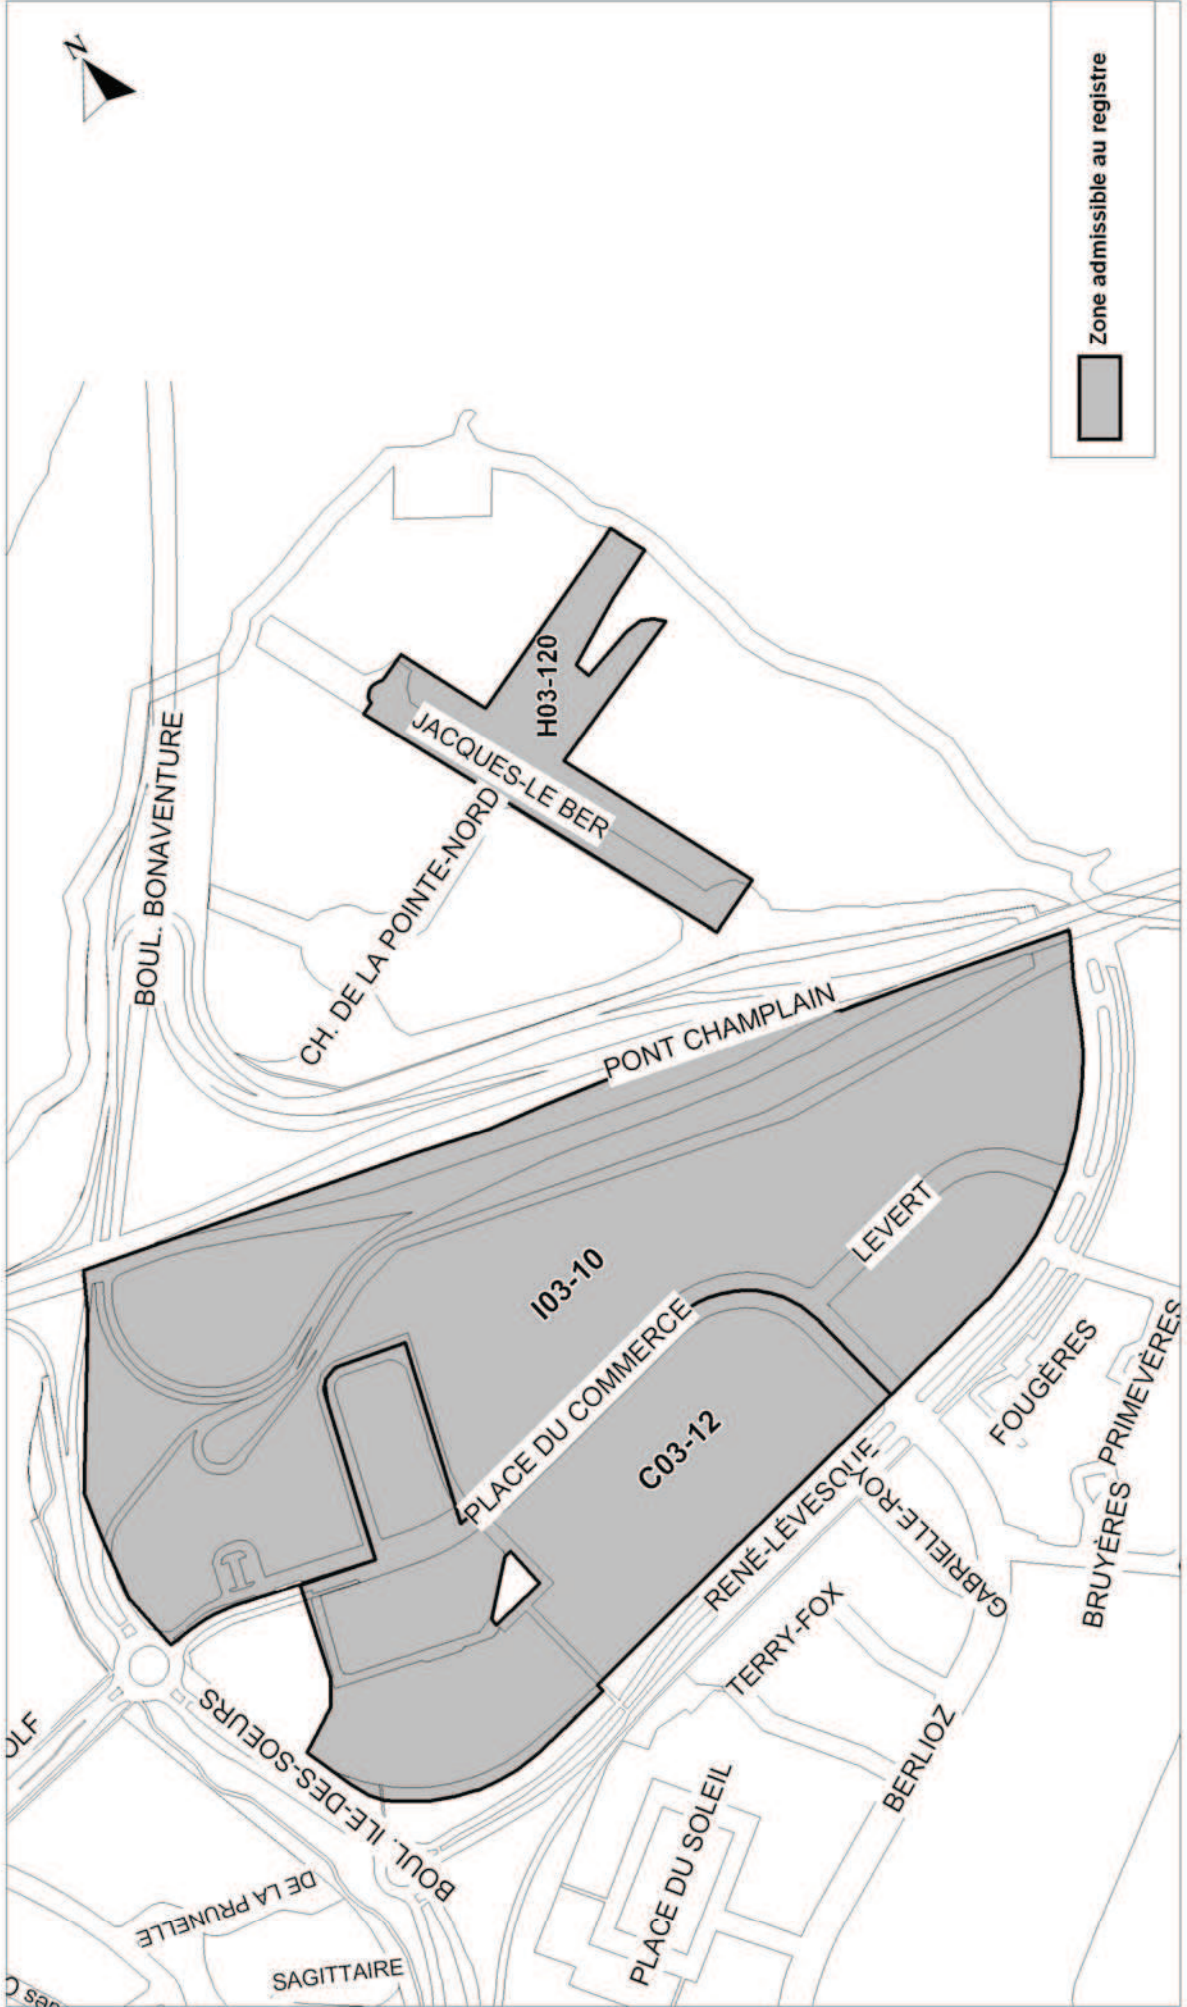 N
Zone admissible au registre
BOUL. BONAVENTURE
CH. DE LA POINTE-NORD
JACQUES-LE BER
H03-120
PONT CHAMPLAIN
I03-10
LEVERT
PLACE DU COMMERCE
C03-12
RENÉ-LÉVESQUE
GABRIELLE-ROY
FOUGÈRES
PRIMEVÈRES
BRUYÈRES
TERRY-FOX
BERLIOZ
PLACE DU SOLEIL
BOUL. ILE-DES-SOEURS
OLF
DE LA PRUNELLE
SAGITTAIRE